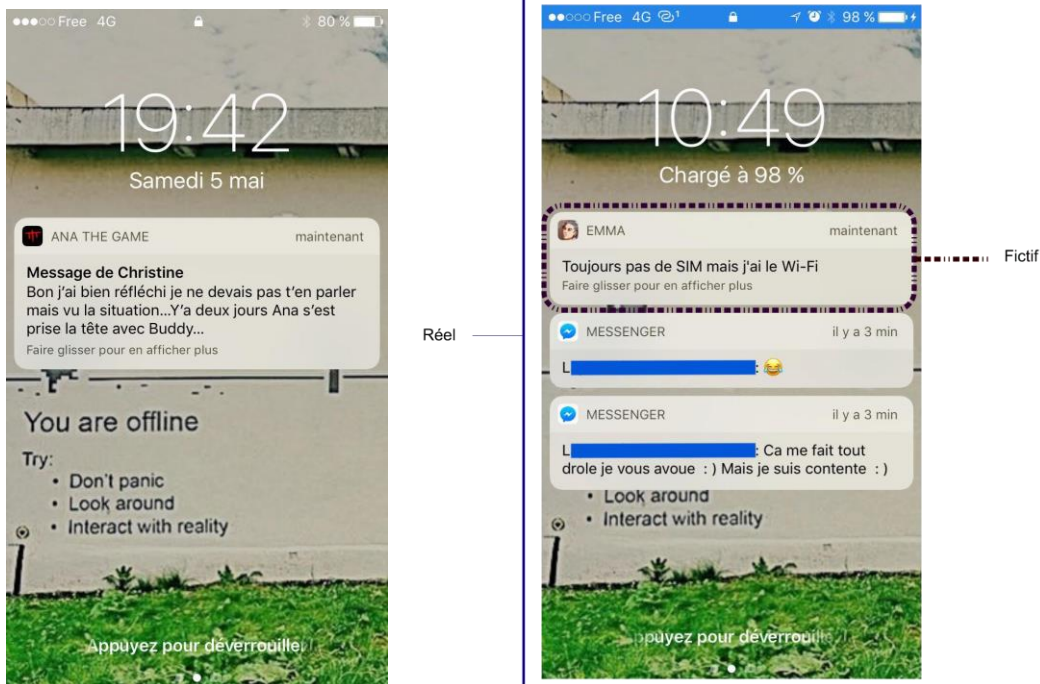 Free 4G
80 %
19:42
Samedi 5 mai
ANA THE GAME
maintenant
Message de Christine
Bon j'ai bien réfléchi je ne devais pas t'en parler
mais vu la situation...Y'a deux jours Ana s'est
prise la tête avec Buddy...
Faire glisser pour en afficher plus
You are offline
Try:
• Don't panic
• Look around
• Interact with reality
Appuyez pour déverrouiller
Réel
Free 4G
1
98 %
10:49
Chargé à 98 %
EMMA
maintenant
Toujours pas de SIM mais j'ai le Wi-Fi
Faire glisser pour en afficher plus
MESSENGER
il y a 3 min
L : 😂
MESSENGER
il y a 3 min
L : Ca me fait tout
drole je vous avoue : ) Mais je suis contente : )
• Look around
• Interact with reality
ppuyez pour déverrouille
Fictif